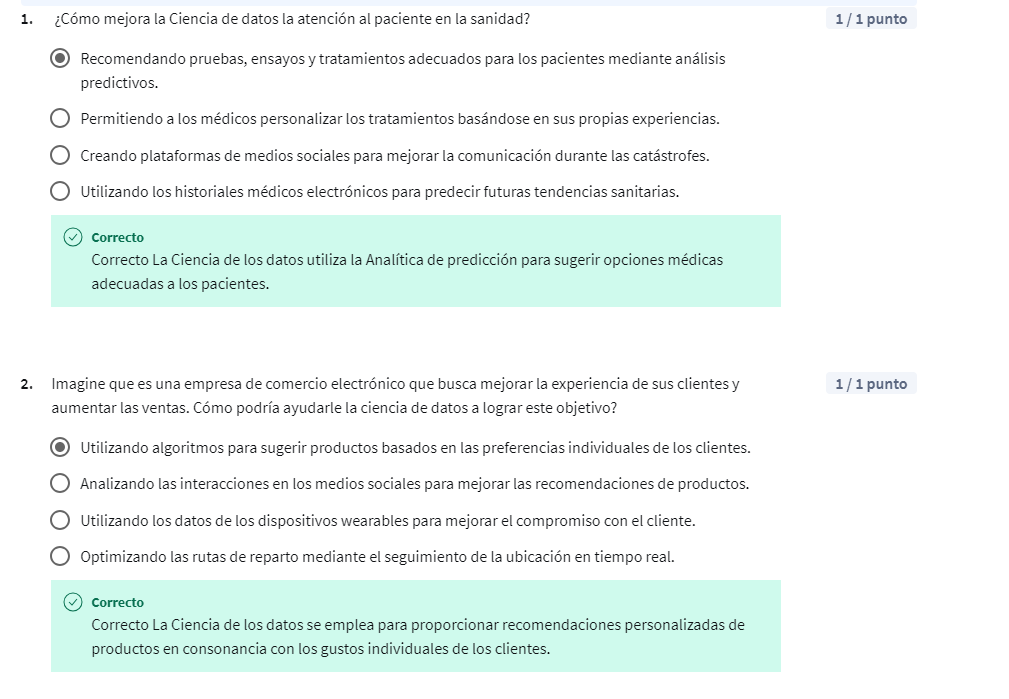 1. ¿Cómo mejora la Ciencia de datos la atención al paciente en la sanidad?
1 / 1 punto
Recomendando pruebas, ensayos y tratamientos adecuados para los pacientes mediante análisis
predictivos.
Permitiendo a los médicos personalizar los tratamientos basándose en sus propias experiencias.
Creando plataformas de medios sociales para mejorar la comunicación durante las catástrofes.
Utilizando los historiales médicos electrónicos para predecir futuras tendencias sanitarias.
Correcto
Correcto La Ciencia de los datos utiliza la Analítica de predicción para sugerir opciones médicas
adecuadas a los pacientes.
2. Imagine que es una empresa de comercio electrónico que busca mejorar la experiencia de sus clientes y
1 / 1 punto
aumentar las ventas. Cómo podría ayudarle la ciencia de datos a lograr este objetivo?
Utilizando algoritmos para sugerir productos basados en las preferencias individuales de los clientes.
Analizando las interacciones en los medios sociales para mejorar las recomendaciones de productos.
Utilizando los datos de los dispositivos wearables para mejorar el compromiso con el cliente.
Optimizando las rutas de reparto mediante el seguimiento de la ubicación en tiempo real.
Correcto
Correcto La Ciencia de los datos se emplea para proporcionar recomendaciones personalizadas de
productos en consonancia con los gustos individuales de los clientes.